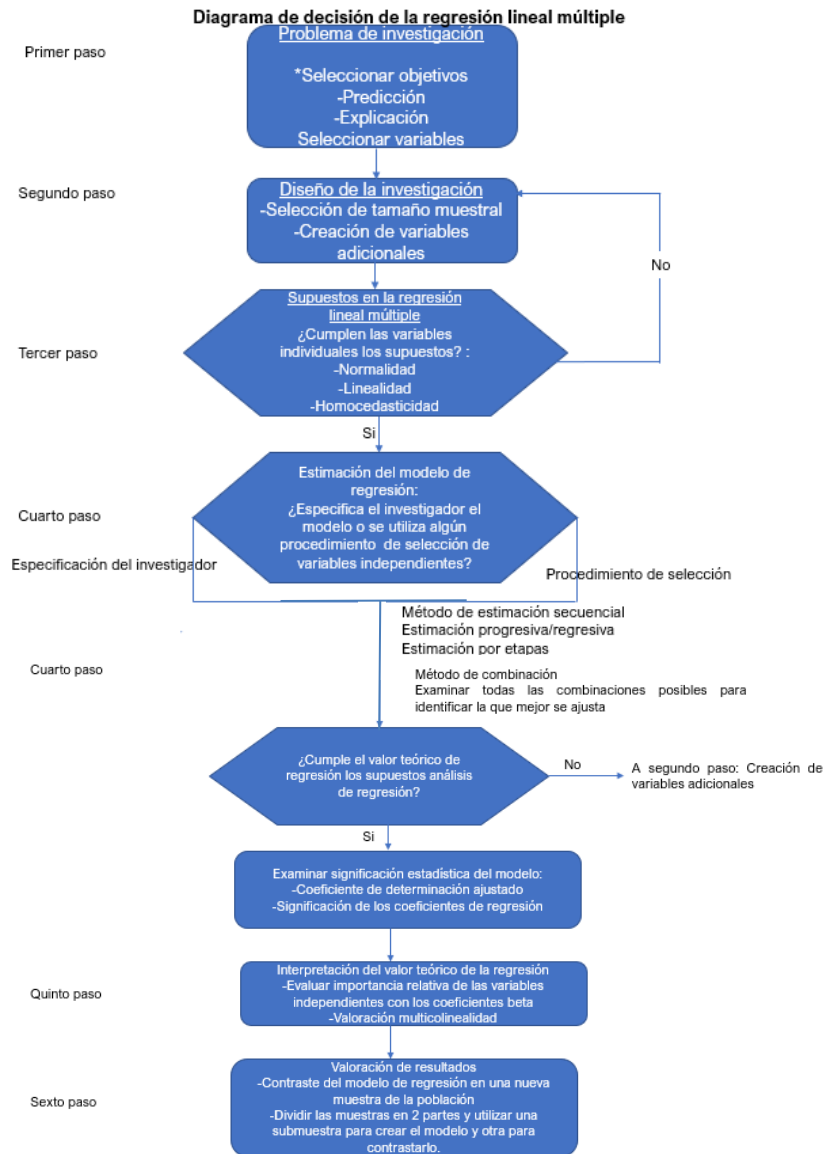 Diagrama de decisión de la regresión lineal múltiple
Primer paso
Problema de investigación
*Seleccionar objetivos
-Predicción
-Explicación
Seleccionar variables
Segundo paso
Diseño de la investigación
-Selección de tamaño muestral
-Creación de variables
adicionales
No
Tercer paso
Supuestos en la regresión
lineal múltiple
¿Cumplen las variables
individuales los supuestos? :
-Normalidad
-Linealidad
-Homocedasticidad
Si
Cuarto paso
Estimación del modelo de
regresión:
¿Especifica el investigador el
modelo o se utiliza algún
procedimiento de selección de
variables independientes?
Especificación del investigador
Procedimiento de selección
Método de estimación secuencial
Estimación progresiva/regresiva
Estimación por etapas
Cuarto paso
Método de combinación
Examinar todas las combinaciones posibles para
identificar la que mejor se ajusta
¿Cumple el valor teórico de
regresión los supuestos análisis
de regresión?
No
A segundo paso: Creación de
variables adicionales
Si
Examinar significación estadística del modelo:
-Coeficiente de determinación ajustado
-Significación de los coeficientes de regresión
Quinto paso
Interpretación del valor teórico de la regresión
-Evaluar importancia relativa de las variables
independientes con los coeficientes beta
-Valoración multicolinealidad
Sexto paso
Valoración de resultados
-Contraste del modelo de regresión en una nueva
muestra de la población
-Dividir las muestras en 2 partes y utilizar una
submuestra para crear el modelo y otra para
contrastarlo.